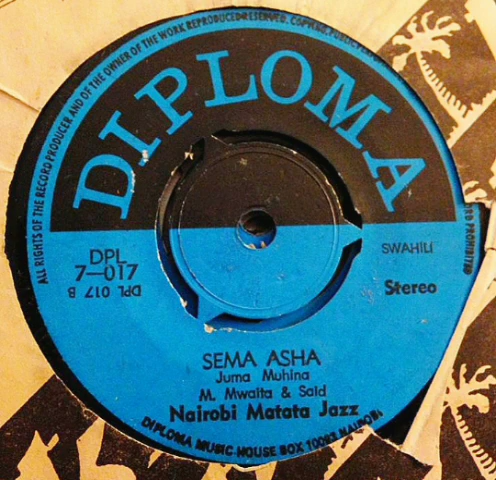 ALL RIGHTS OF THE RECORD PRODUCER AND OF THE OWNER OF THE WORK REPRODUCED RESERVED. COPYING, PUBLIC
RD PROHIBITED
DIPLOMA
DPL
7—017
DPL 017 B
SWAHILI
Stereo
SEMA ASHA
Juma Muhina
M. Mwaita & Said
Nairobi Matata Jazz
DIPLOMA MUSIC HOUSE BOX 10092 NAIROBI